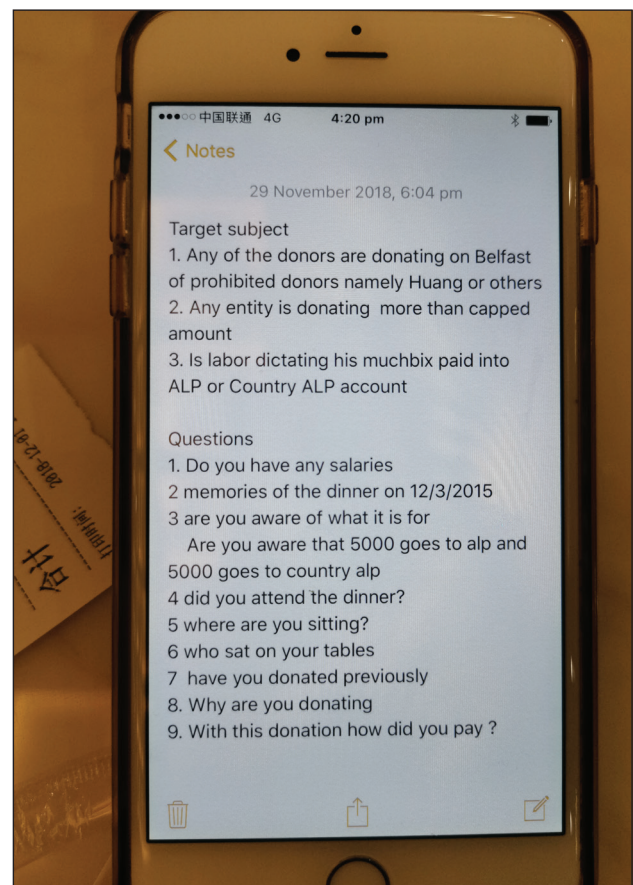 ●●●○○ 中国联通 4G 4:20 pm
Notes
29 November 2018, 6:04 pm
Target subject
1. Any of the donors are donating on Belfast
of prohibited donors namely Huang or others
2. Any entity is donating more than capped
amount
3. Is labor dictating his muchbix paid into
ALP or Country ALP account
Questions
1. Do you have any salaries
2 memories of the dinner on 12/3/2015
3 are you aware of what it is for
Are you aware that 5000 goes to alp and
5000 goes to country alp
4 did you attend the dinner?
5 where are you sitting?
6 who sat on your tables
7 have you donated previously
8. Why are you donating
9. With this donation how did you pay ?
合计
打印时间:
2018-12-01